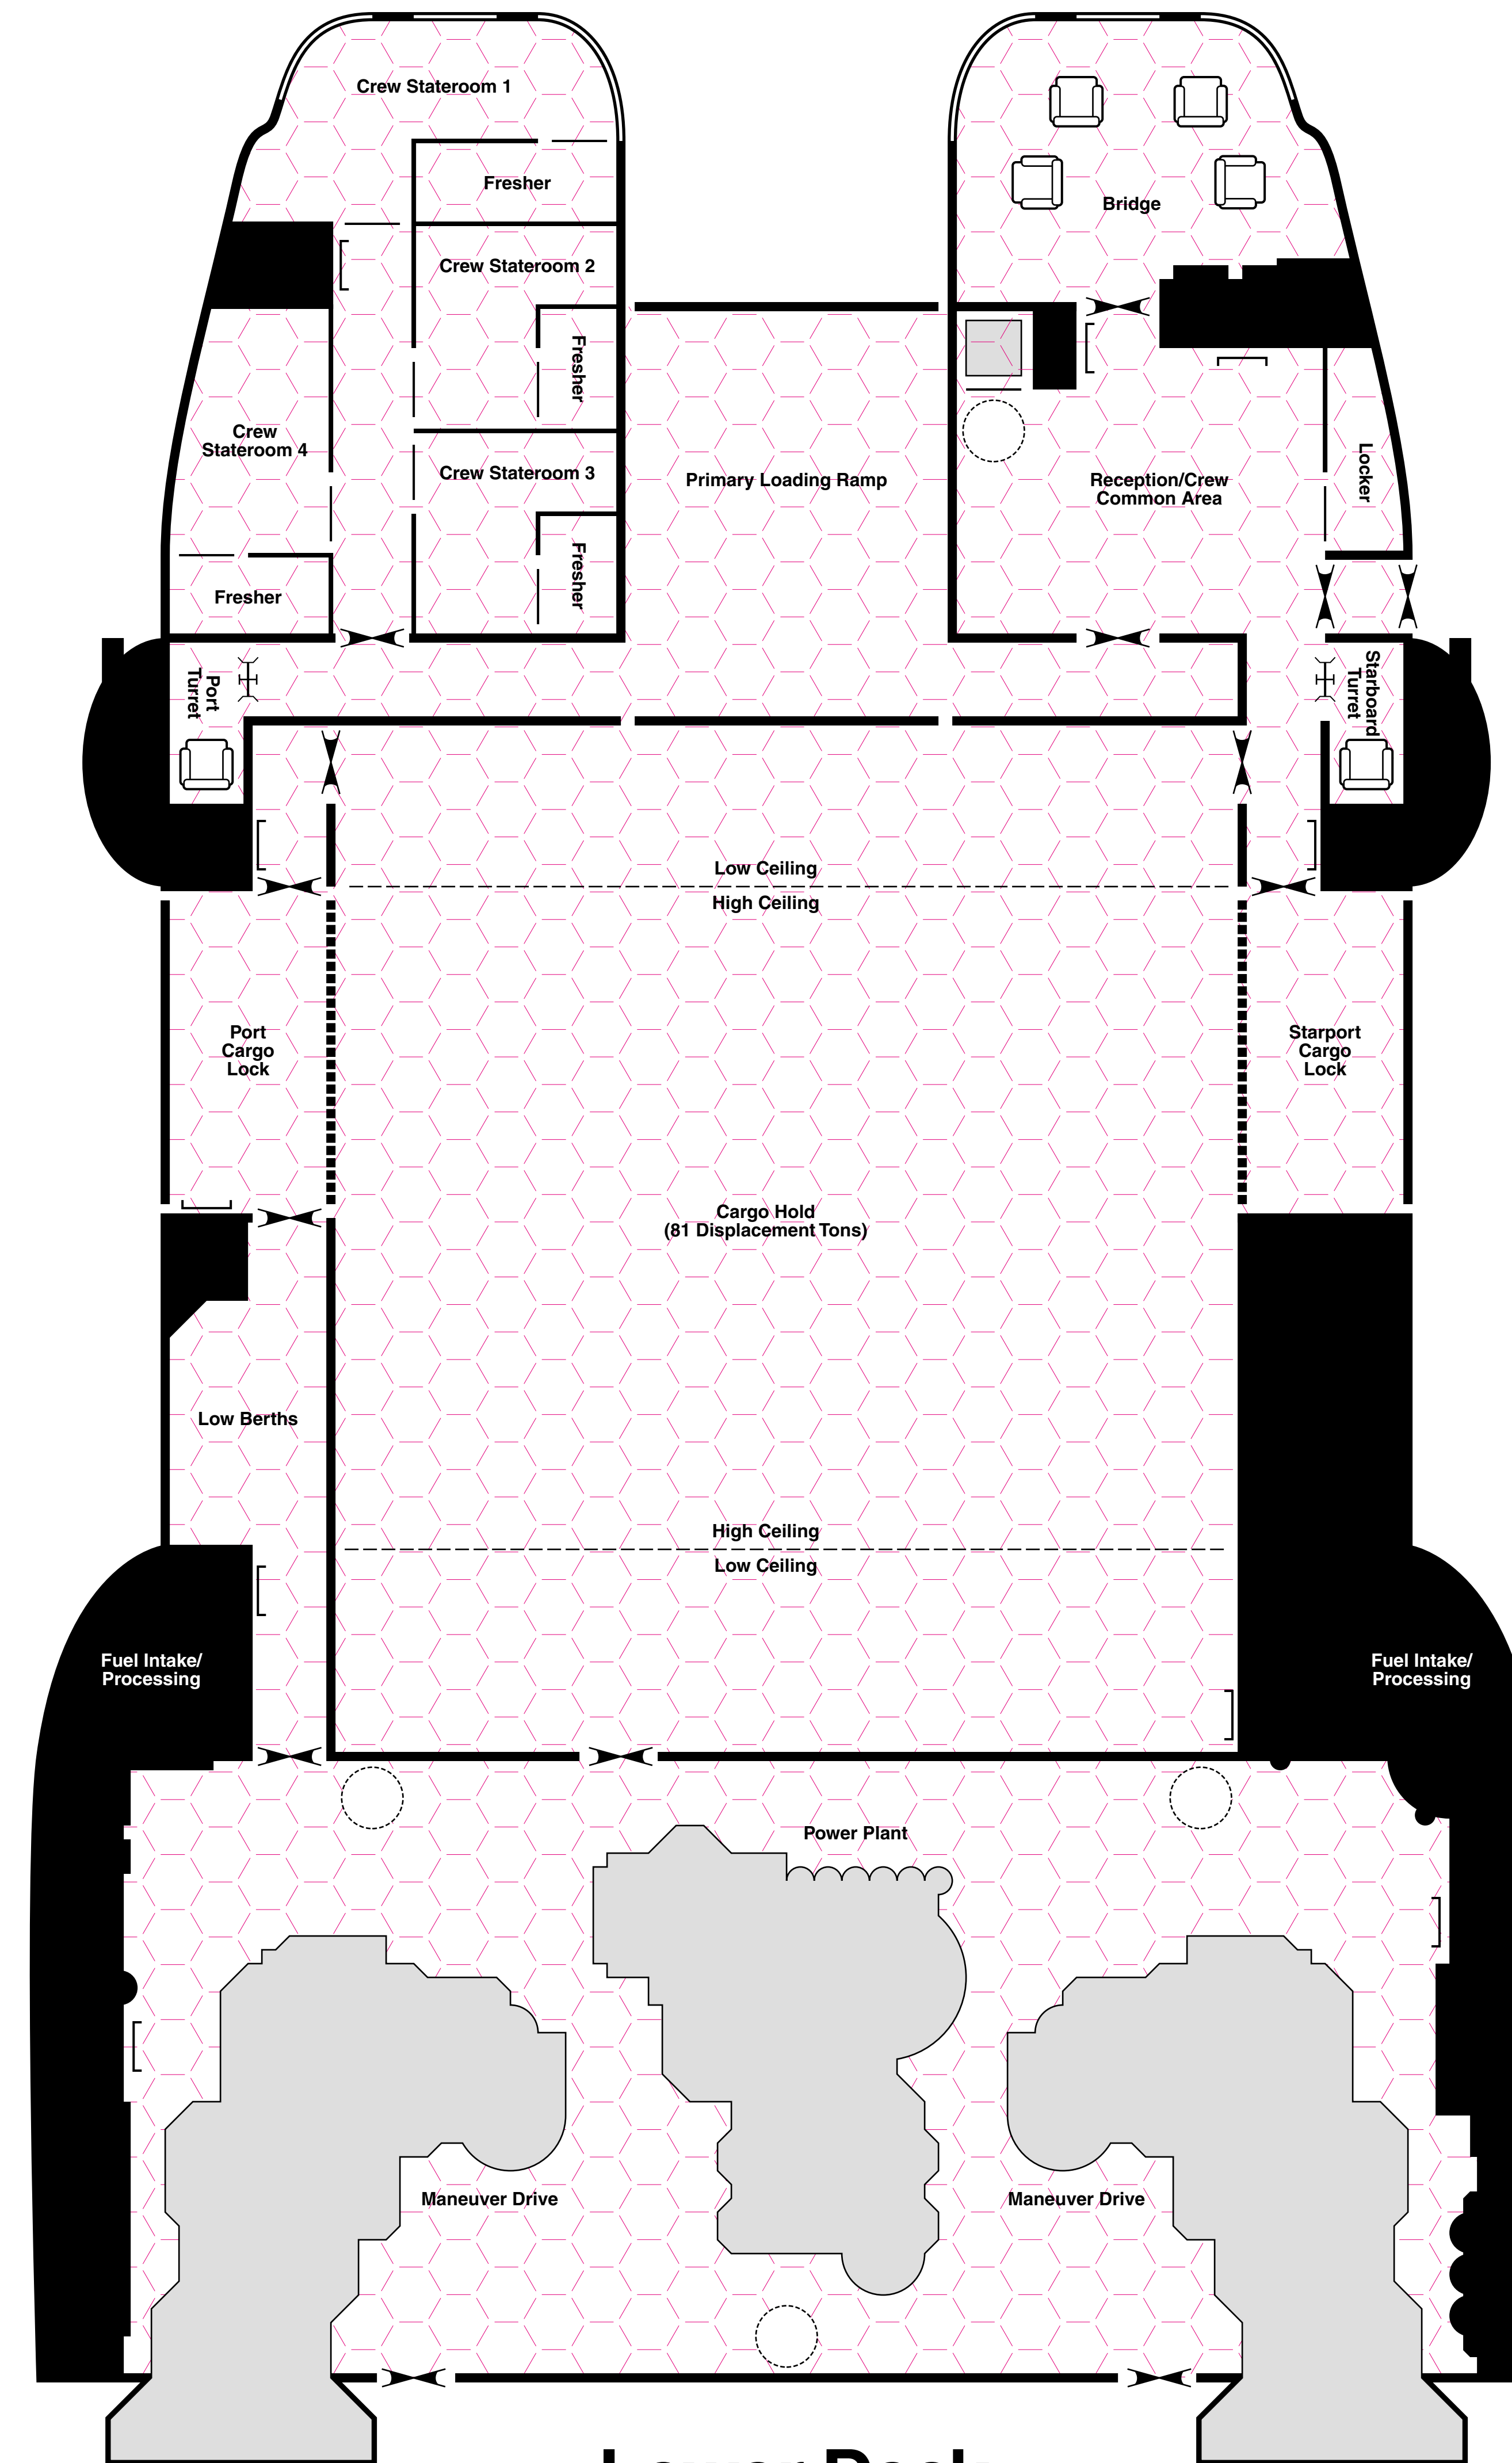 Crew Stateroom 1
Fresher
Bridge
Crew Stateroom 2
Fresher
Crew
Stateroom 4
Crew Stateroom 3
Primary Loading Ramp
Reception/Crew
Common Area
Locker
Fresher
Fresher
Port
Turret
Starboard
Turret
Low Ceiling
High Ceiling
Port
Cargo
Lock
Starport
Cargo
Lock
Cargo Hold
(81 Displacement Tons)
Low Berths
High Ceiling
Low Ceiling
Fuel Intake/
Processing
Fuel Intake/
Processing
Power Plant
Maneuver Drive
Maneuver Drive
Lower Deck